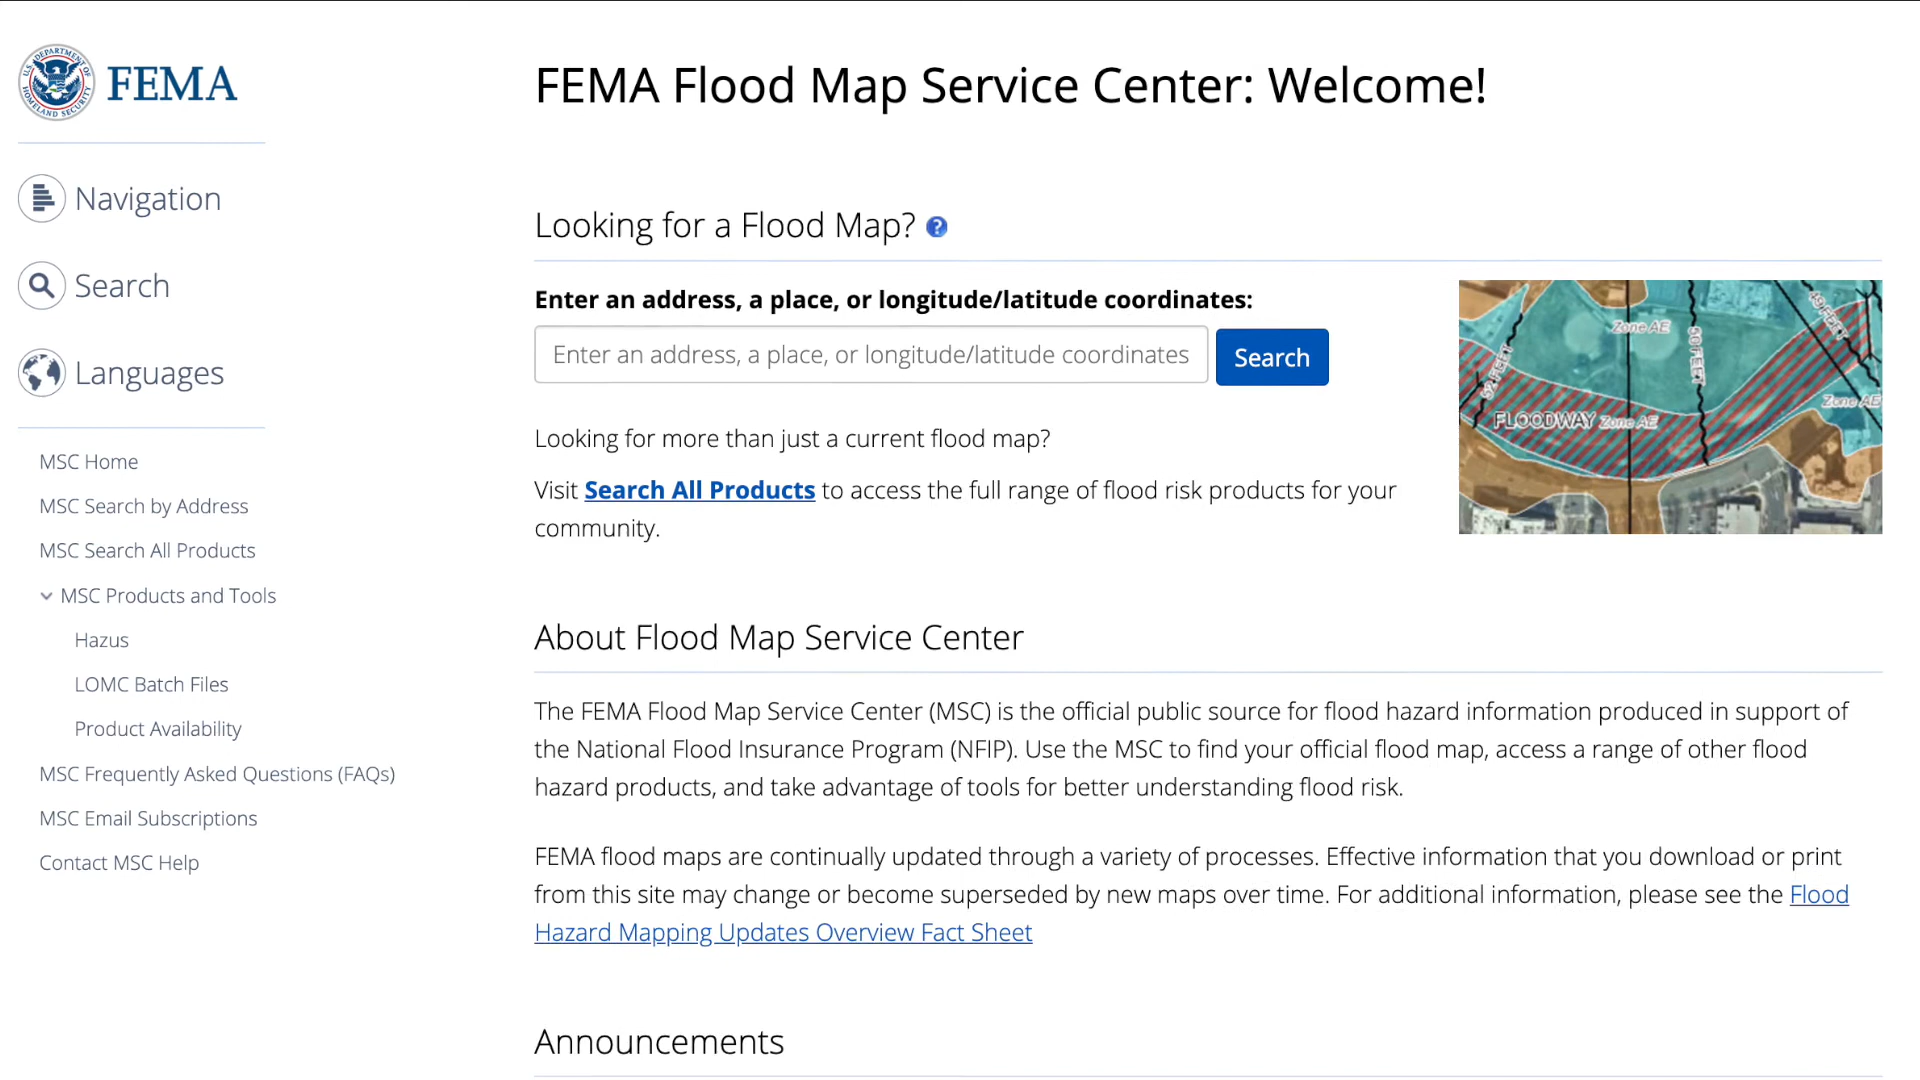 FEMA
FEMA Flood Map Service Center: Welcome!
Navigation
Search
Languages
MSC Home
MSC Search by Address
MSC Search All Products
MSC Products and Tools
Hazus
LOMC Batch Files
Product Availability
MSC Frequently Asked Questions (FAQs)
MSC Email Subscriptions
Contact MSC Help
Looking for a Flood Map? ?
Enter an address, a place, or longitude/latitude coordinates:
Enter an address, a place, or longitude/latitude coordinates
Search
Looking for more than just a current flood map?
Visit Search All Products to access the full range of flood risk products for your
community.
Zone AE
52 FEET
50 FEET
49 FEET
Zone AE
FLOODWAY Zone AE
About Flood Map Service Center
The FEMA Flood Map Service Center (MSC) is the official public source for flood hazard information produced in support of
the National Flood Insurance Program (NFIP). Use the MSC to find your official flood map, access a range of other flood
hazard products, and take advantage of tools for better understanding flood risk.
FEMA flood maps are continually updated through a variety of processes. Effective information that you download or print
from this site may change or become superseded by new maps over time. For additional information, please see the Flood
Hazard Mapping Updates Overview Fact Sheet
Announcements